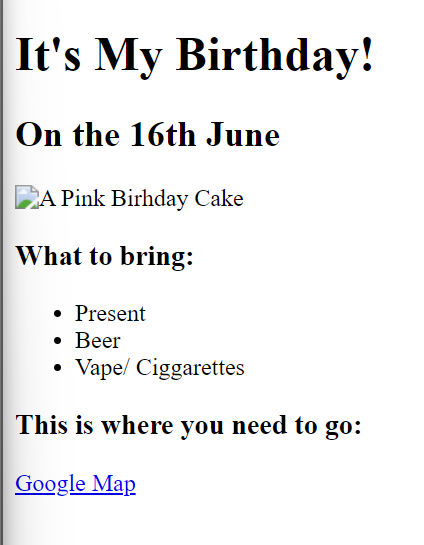 It's My Birthday!
On the 16th June
A Pink Birhday Cake
What to bring:
Present
Beer
Vape/ Ciggarettes
This is where you need to go:
Google Map